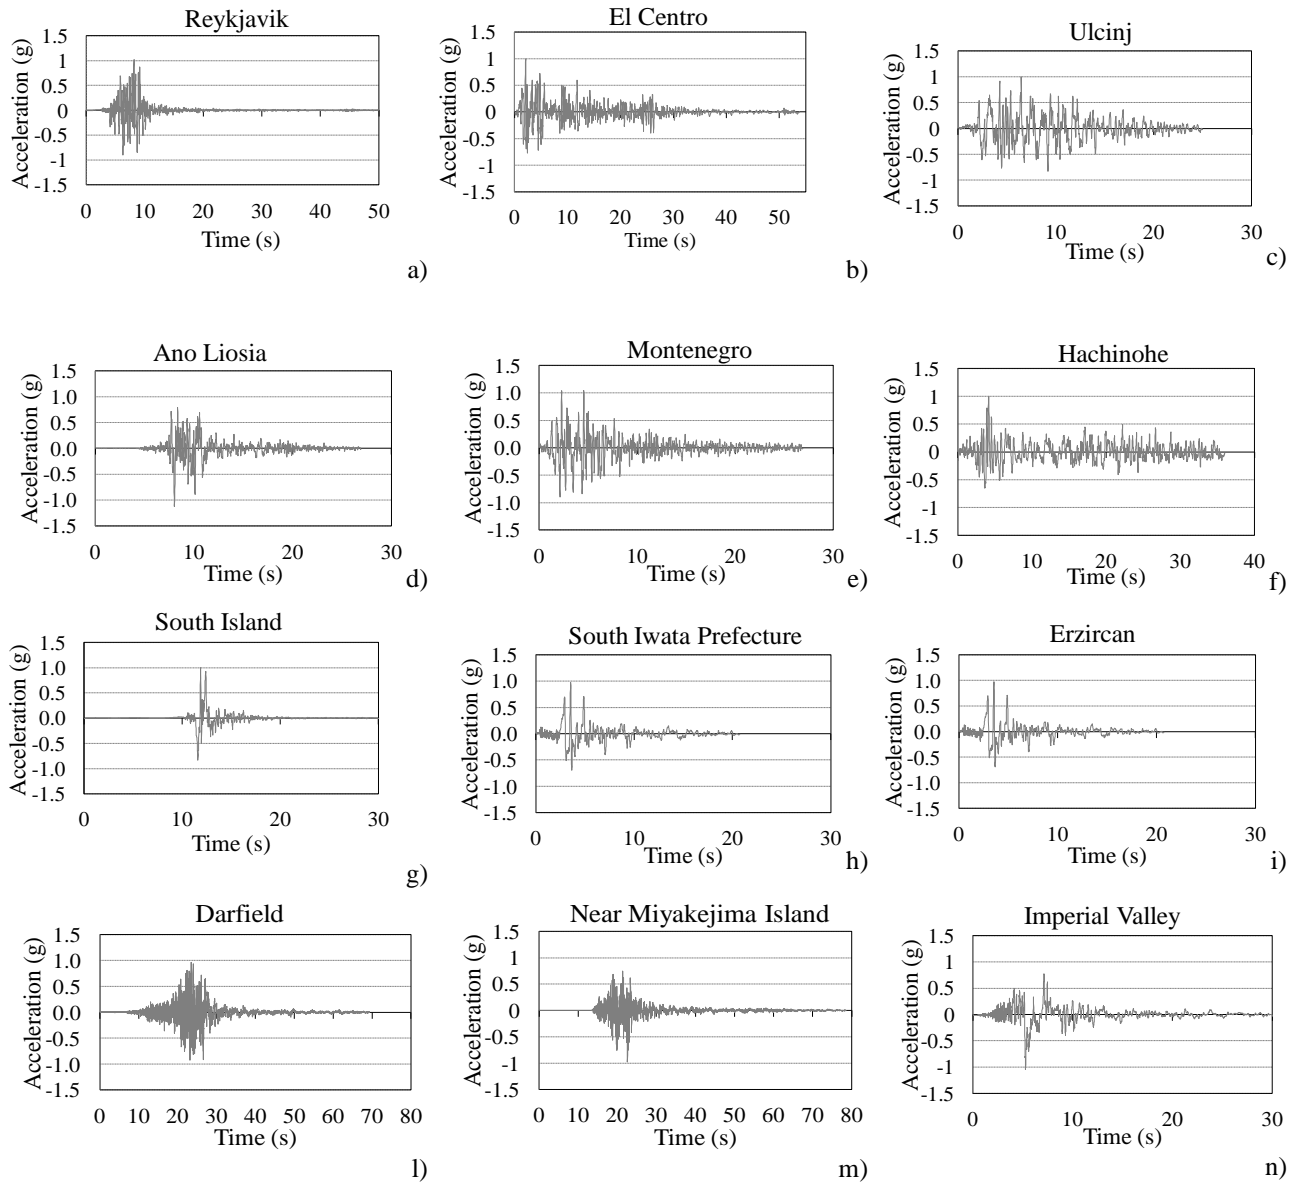 Reykjavik
Acceleration (g)
1.5
1
0.5
0
-0.5
-1
-1.5
0 10 20 30 40 50
Time (s)
a)
El Centro
Acceleration (g)
1.5
1
0.5
0
-0.5
-1
-1.5
0 10 20 30 40 50
Time (s)
b)
Ulcinj
Acceleration (g)
1.5
1
0.5
0
-0.5
-1
-1.5
0 10 20 30
Time (s)
c)
Ano Liosia
Acceleration (g)
1.5
1.0
0.5
0.0
-0.5
-1.0
-1.5
0 10 20 30
Time (s)
d)
Montenegro
Acceleration (g)
1.5
1.0
0.5
0.0
-0.5
-1.0
-1.5
0 10 20 30
Time (s)
e)
Hachinohe
Acceleration (g)
1.5
1
0.5
0
-0.5
-1
-1.5
0 10 20 30 40
Time (s)
f)
South Island
Acceleration (g)
1.5
1.0
0.5
0.0
-0.5
-1.0
-1.5
0 10 20 30
Time (s)
g)
South Iwata Prefecture
Acceleration (g)
1.5
1.0
0.5
0.0
-0.5
-1.0
-1.5
0 10 20 30
Time (s)
h)
Erzircan
Acceleration (g)
1.5
1.0
0.5
0.0
-0.5
-1.0
-1.5
0 10 20 30
Time (s)
i)
Darfield
Acceleration (g)
1.5
1.0
0.5
0.0
-0.5
-1.0
-1.5
0 10 20 30 40 50 60 70 80
Time (s)
l)
Near Miyakejima Island
Acceleration (g)
1.5
1
0.5
0
-0.5
-1
-1.5
0 10 20 30 40 50 60 70 80
Time (s)
m)
Imperial Valley
Acceleration (g)
1.5
1
0.5
0
-0.5
-1
-1.5
0 10 20 30
Time (s)
n)